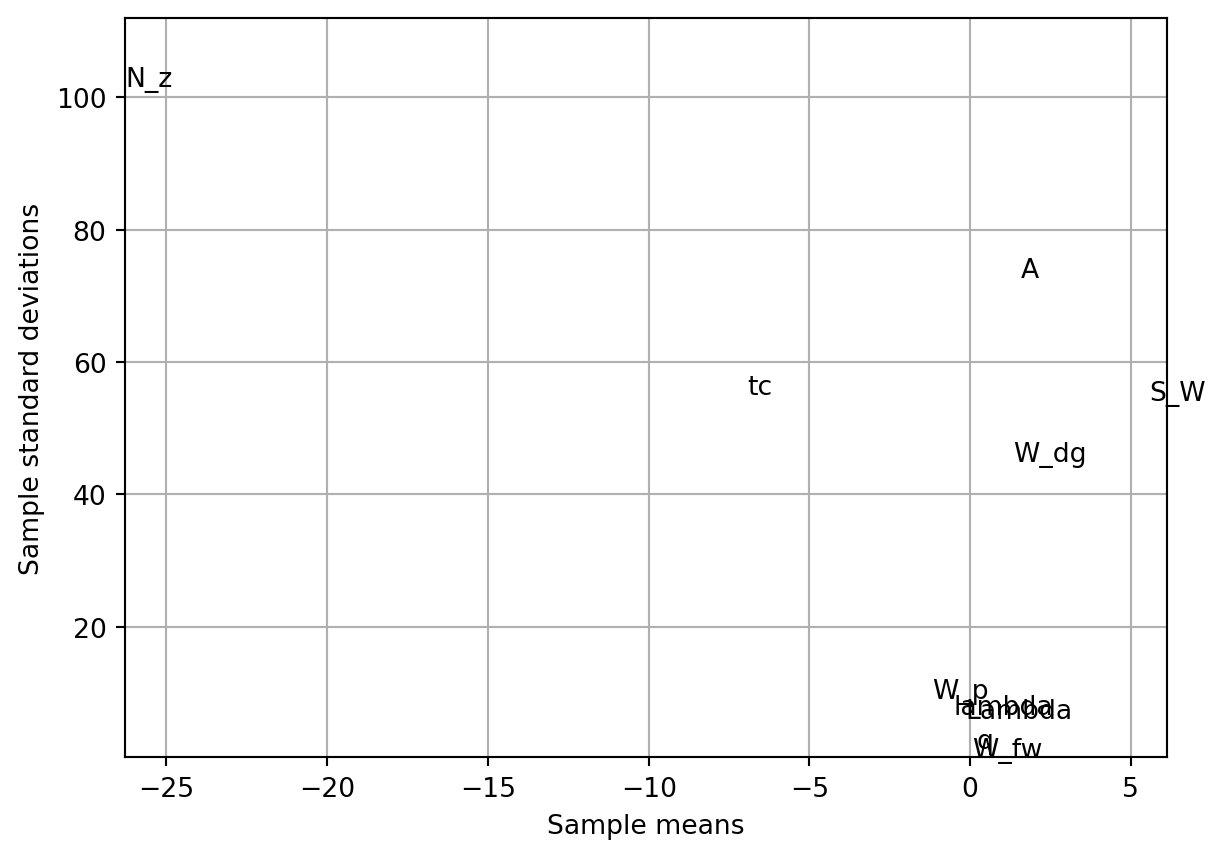 N_z
100
80
A
60
tc
S_W
W_dg
40
20
W_p
lambda
Lambda
q
W_fw
−25
−20
−15
−10
−5
0
5
Sample means
Sample standard deviations